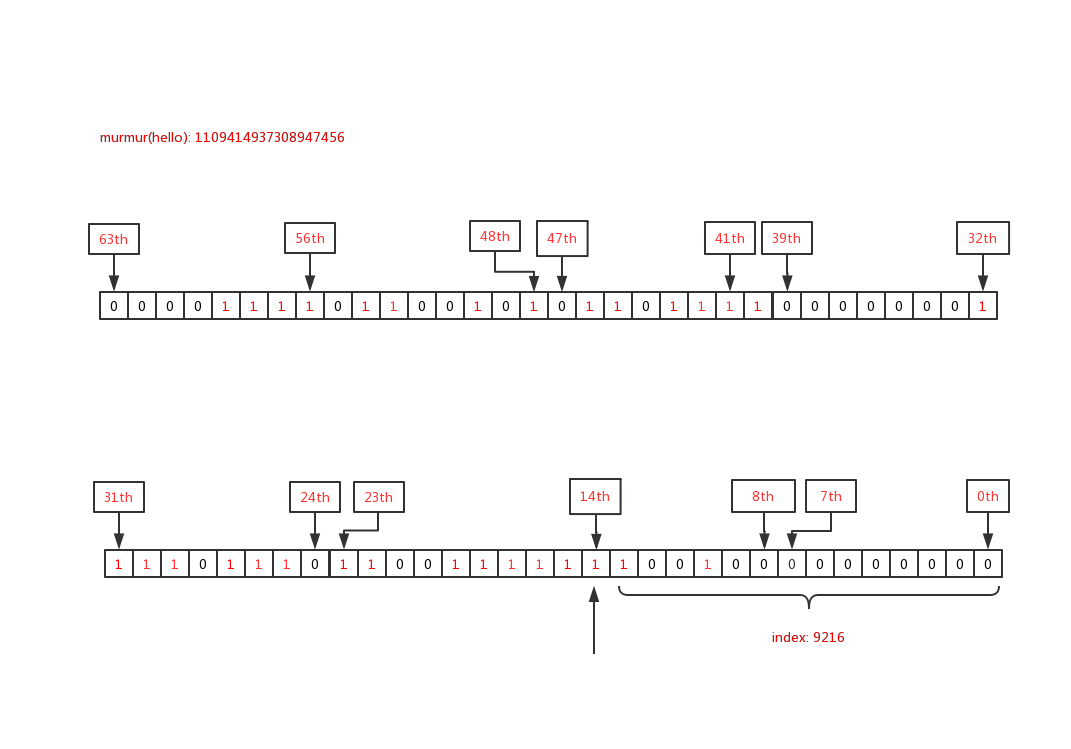 murmur(hello): 1109414937308947456
63th 56th 48th 47th 41th 39th 32th
0 0 0 0 1 1 1 1 0 1 1 0 0 1 0 1 0 1 1 0 1 1 1 1 0 0 0 0 0 0 0 1
31th 24th 23th 14th 8th 7th 0th
1 1 1 0 1 1 1 0 1 1 0 0 1 1 1 1 1 1 1 0 0 1 0 0 0 0 0 0 0 0 0 0
index: 9216